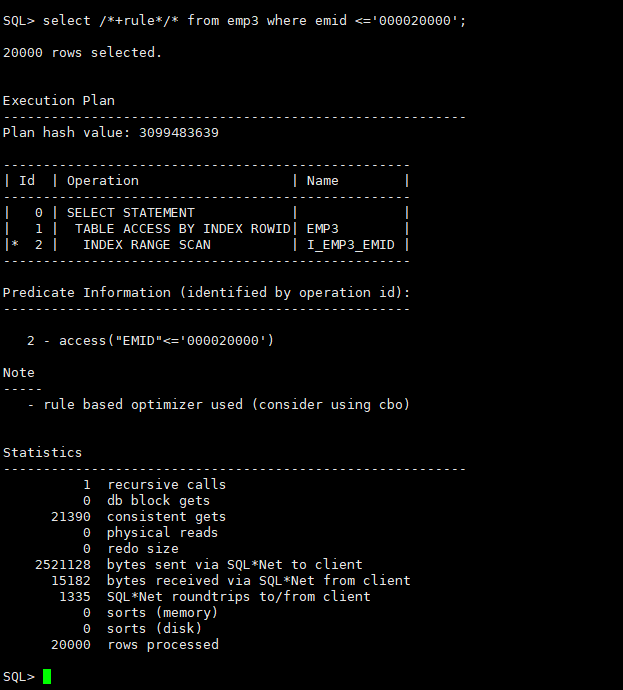 SQL> select /*+rule*/* from emp3 where emid <='000020000';
20000 rows selected.
Execution Plan
----------------------------------------------------------
Plan hash value: 3099483639
---------------------------------------------------
| Id  | Operation                   | Name        |
---------------------------------------------------
|   0 | SELECT STATEMENT            |             |
|   1 |  TABLE ACCESS BY INDEX ROWID| EMP3        |
|*  2 |   INDEX RANGE SCAN          | I_EMP3_EMID |
---------------------------------------------------
Predicate Information (identified by operation id):
---------------------------------------------------
   2 - access("EMID"<='000020000')
Note
-----
   - rule based optimizer used (consider using cbo)
Statistics
----------------------------------------------------------
          1  recursive calls
          0  db block gets
      21390  consistent gets
          0  physical reads
          0  redo size
    2521128  bytes sent via SQL*Net to client
      15182  bytes received via SQL*Net from client
       1335  SQL*Net roundtrips to/from client
          0  sorts (memory)
          0  sorts (disk)
      20000  rows processed
SQL>